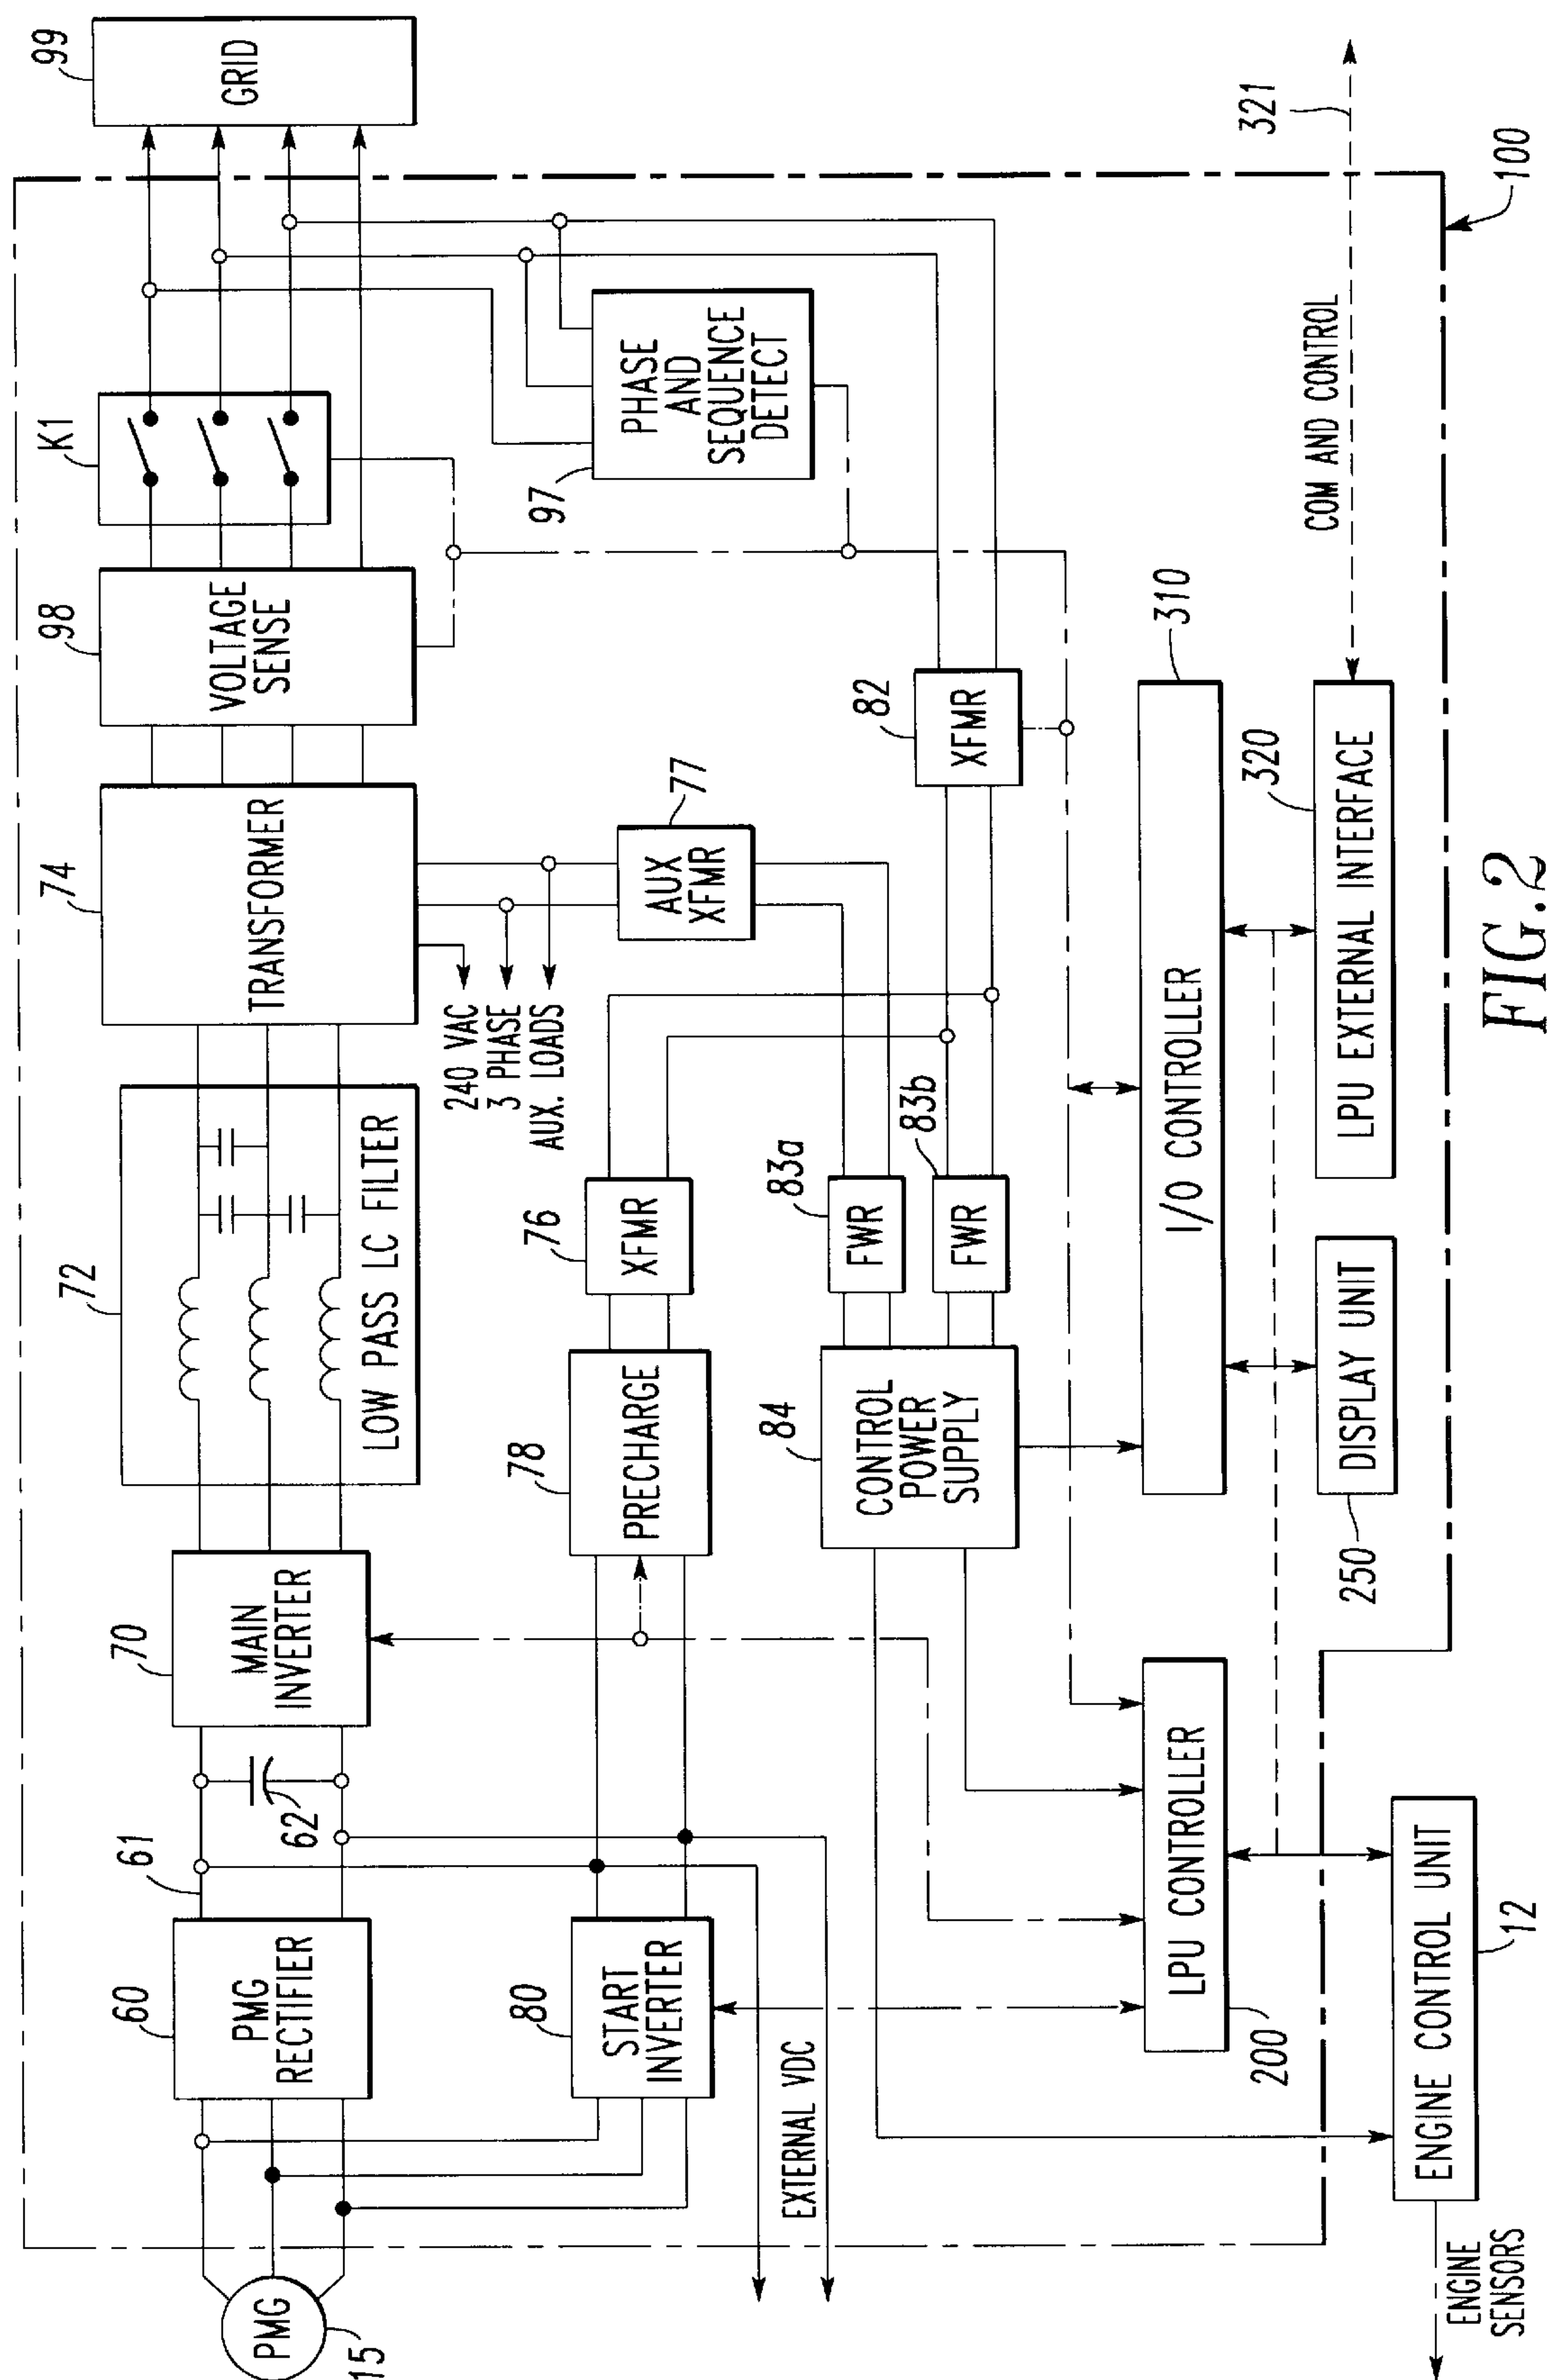 15
PMG
60
PMG
RECTIFIER
61
62
70
MAIN
INVERTER
72
LOW PASS LC FILTER
74
TRANSFORMER
98
VOLTAGE
SENSE
K1
99
GRID
80
START
INVERTER
EXTERNAL VDC
78
PRECHARGE
76
XFMR
240 VAC
3 PHASE
AUX. LOADS
77
AUX
XFMR
97
PHASE
AND
SEQUENCE
DETECT
84
CONTROL
POWER
SUPPLY
83a
FWR
83b
FWR
82
XFMR
200
LPU CONTROLLER
I/O CONTROLLER
310
ENGINE
SENSORS
ENGINE CONTROL UNIT
12
250
DISPLAY UNIT
320
LPU EXTERNAL INTERFACE
COM AND CONTROL
321
100
FIG.2